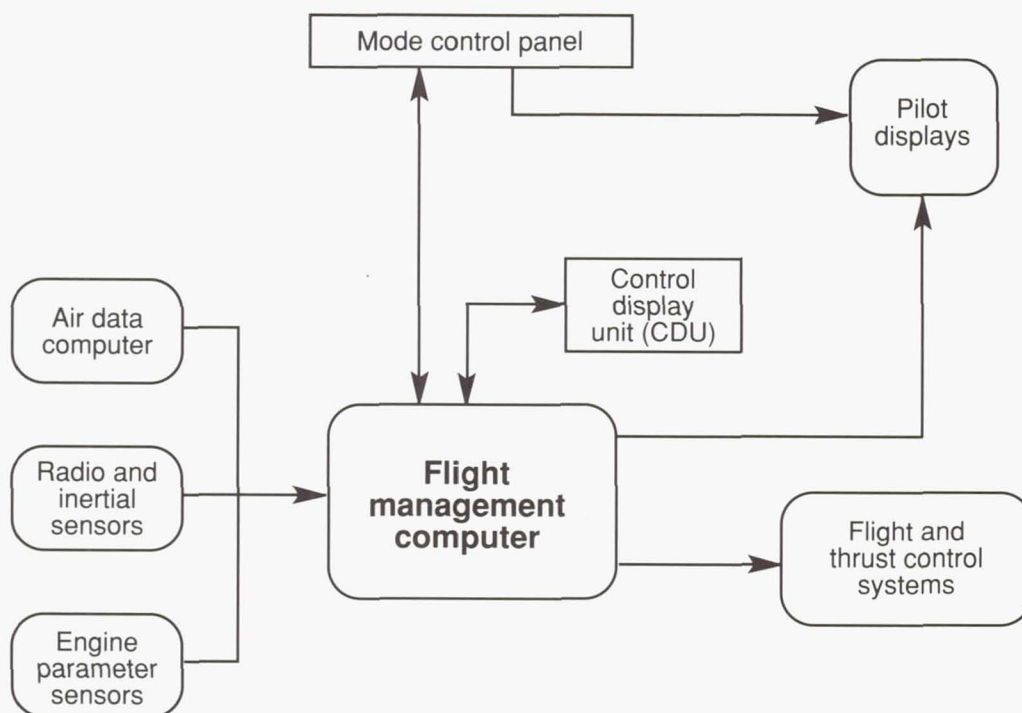 Mode control panel
Pilot
displays
Control
display
unit (CDU)
Air data
computer
Radio and
inertial
sensors
Engine
parameter
sensors
Flight
management
computer
Flight and
thrust control
systems